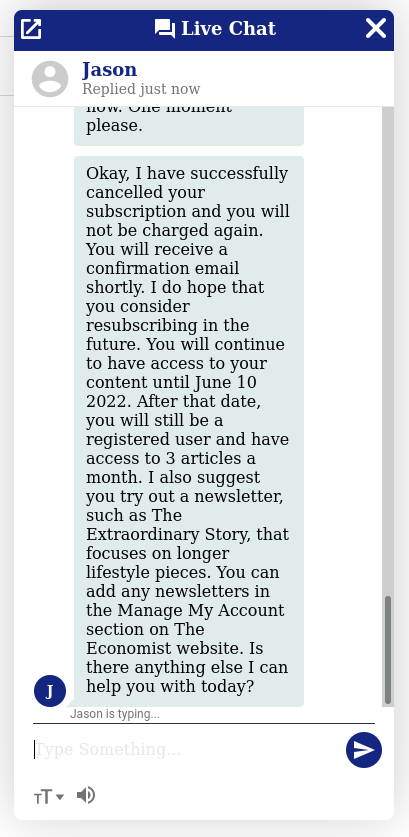 Live Chat
Jason
Replied just now
now. One moment
please.
Okay, I have successfully
cancelled your
subscription and you will
not be charged again.
You will receive a
confirmation email
shortly. I do hope that
you consider
resubscribing in the
future. You will continue
to have access to your
content until June 10
2022. After that date,
you will still be a
registered user and have
access to 3 articles a
month. I also suggest
you try out a newsletter,
such as The
Extraordinary Story, that
focuses on longer
lifestyle pieces. You can
add any newsletters in
the Manage My Account
section on The
Economist website. Is
there anything else I can
help you with today?
J
Jason is typing...
Type Something...
TT